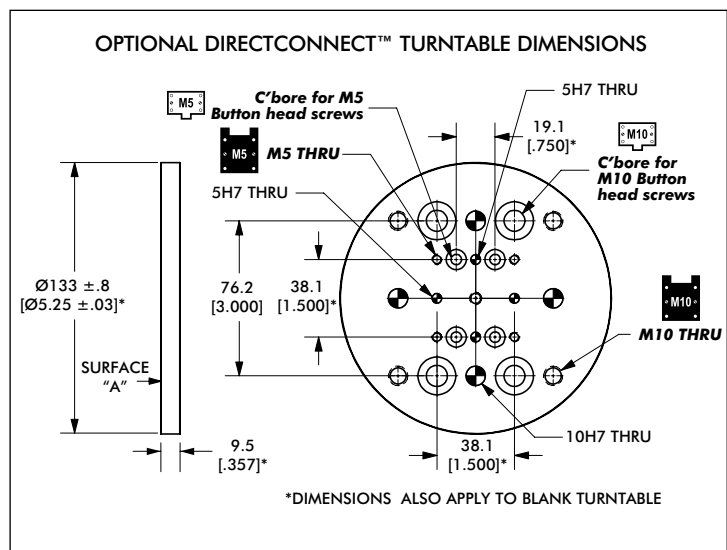 OPTIONAL DIRECTCONNECT™ TURNTABLE DIMENSIONS
M5
C'bore for M5
Button head screws
5H7 THRU
M5
M5 THRU
19.1
[.750]*
M10
C'bore for
M10 Button
head screws
5H7 THRU
Ø133 ±.8
[Ø5.25 ±.03]*
76.2
[3.000]
38.1
[1.500]*
M10
M10 THRU
SURFACE
"A"
9.5
[.357]*
38.1
[1.500]*
10H7 THRU
*DIMENSIONS ALSO APPLY TO BLANK TURNTABLE